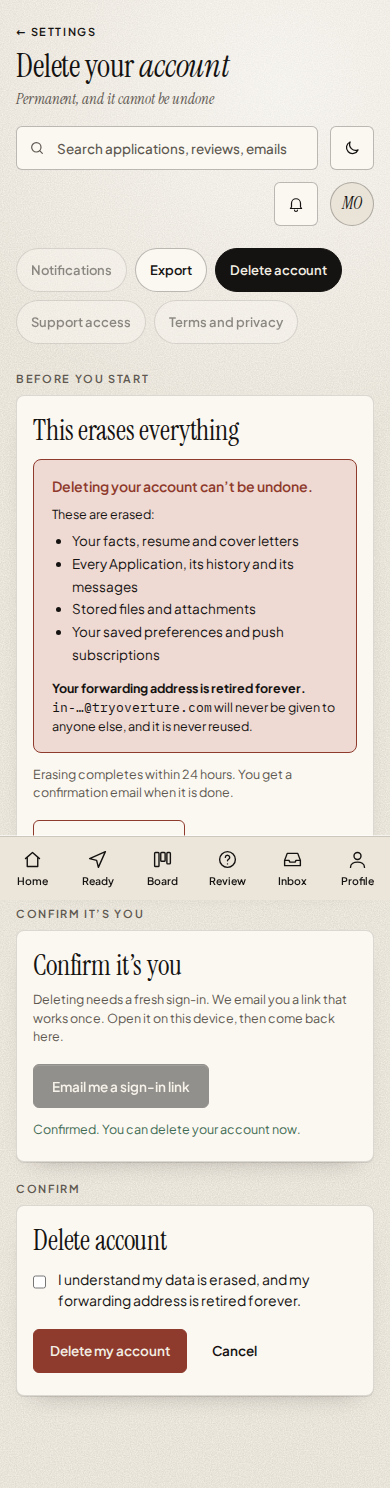 ← SETTINGS
Delete your account
Permanent, and it cannot be undone
Search applications, reviews, emails
MO
Notifications
Export
Delete account
Support access
Terms and privacy
BEFORE YOU START
This erases everything
Deleting your account can’t be undone.
These are erased:
• Your facts, resume and cover letters
• Every Application, its history and its
messages
• Stored files and attachments
• Your saved preferences and push
subscriptions
Your forwarding address is retired forever.
in-…@tryoverture.com will never be given to
anyone else, and it is never reused.
Erasing completes within 24 hours. You get a
confirmation email when it is done.
Home
Ready
Board
Review
Inbox
Profile
CONFIRM IT’S YOU
Confirm it’s you
Deleting needs a fresh sign-in. We email you a link that
works once. Open it on this device, then come back
here.
Email me a sign-in link
Confirmed. You can delete your account now.
CONFIRM
Delete account
I understand my data is erased, and my
forwarding address is retired forever.
Delete my account
Cancel